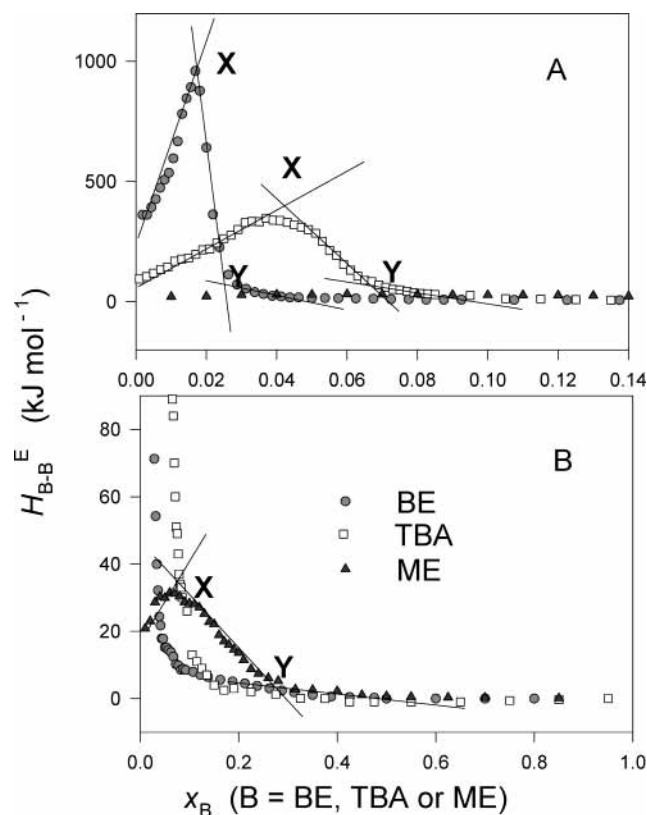 A
X
X
Y
Y
1000
500
0
0.00 0.02 0.04 0.06 0.08 0.10 0.12 0.14
H_B-B^E (kJ mol⁻¹)
B
BE
TBA
ME
X
Y
80
60
40
20
0
0.0 0.2 0.4 0.6 0.8 1.0
x_B (B = BE, TBA or ME)